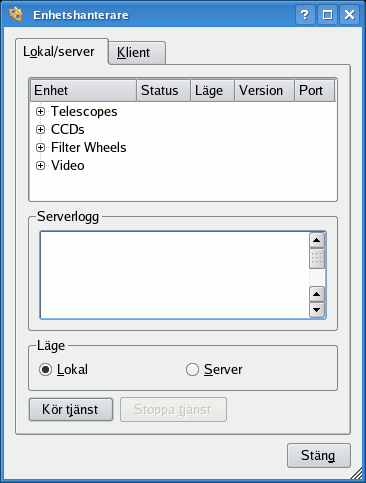 Enhetshanterare
Lokal/server Klient
Enhet Status Läge Version Port
Telescopes
CCDs
Filter Wheels
Video
Serverlogg
Läge
Lokal Server
Kör tjänst Stoppa tjänst
Stäng